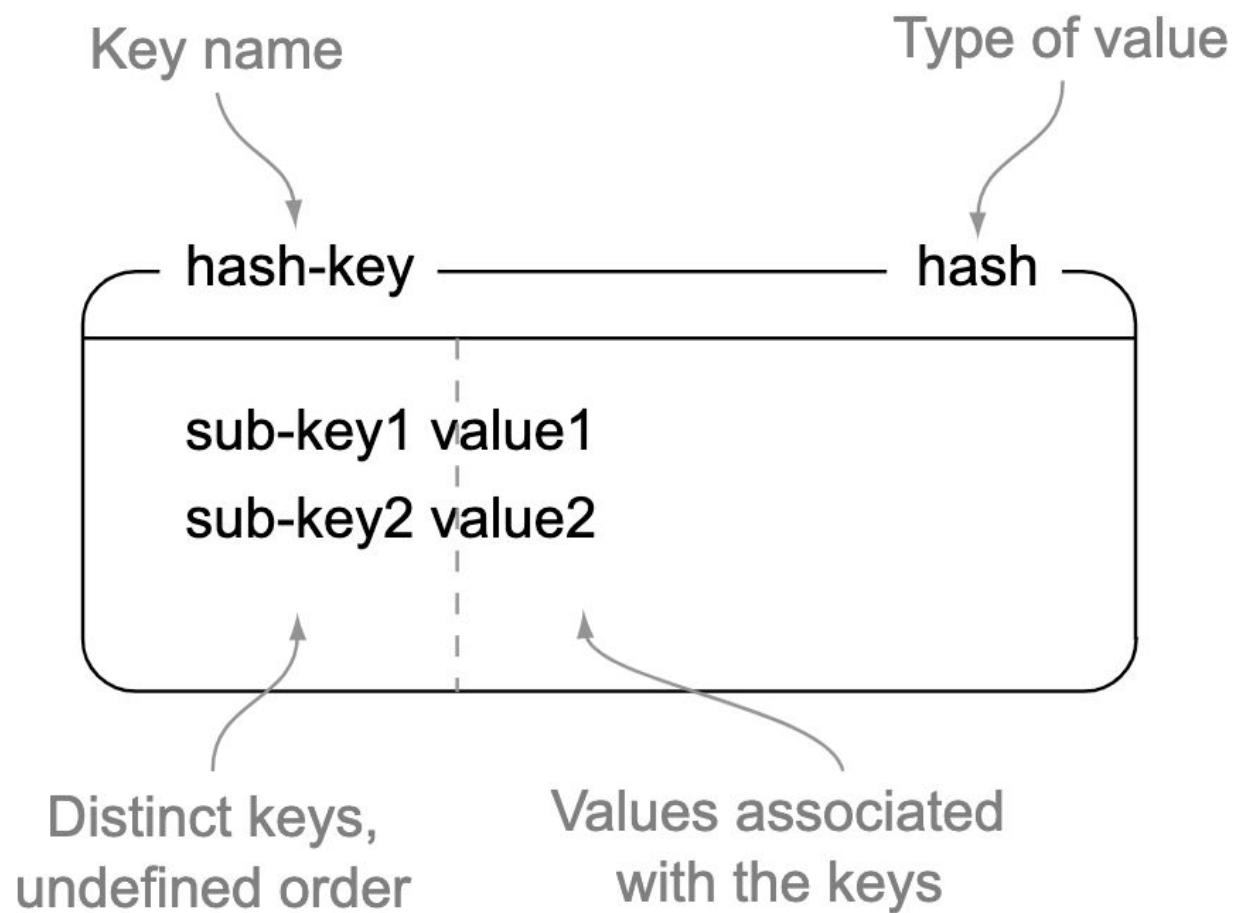 Key name
Type of value
hash-key
hash
sub-key1 value1
sub-key2 value2
Distinct keys,
undefined order
Values associated
with the keys